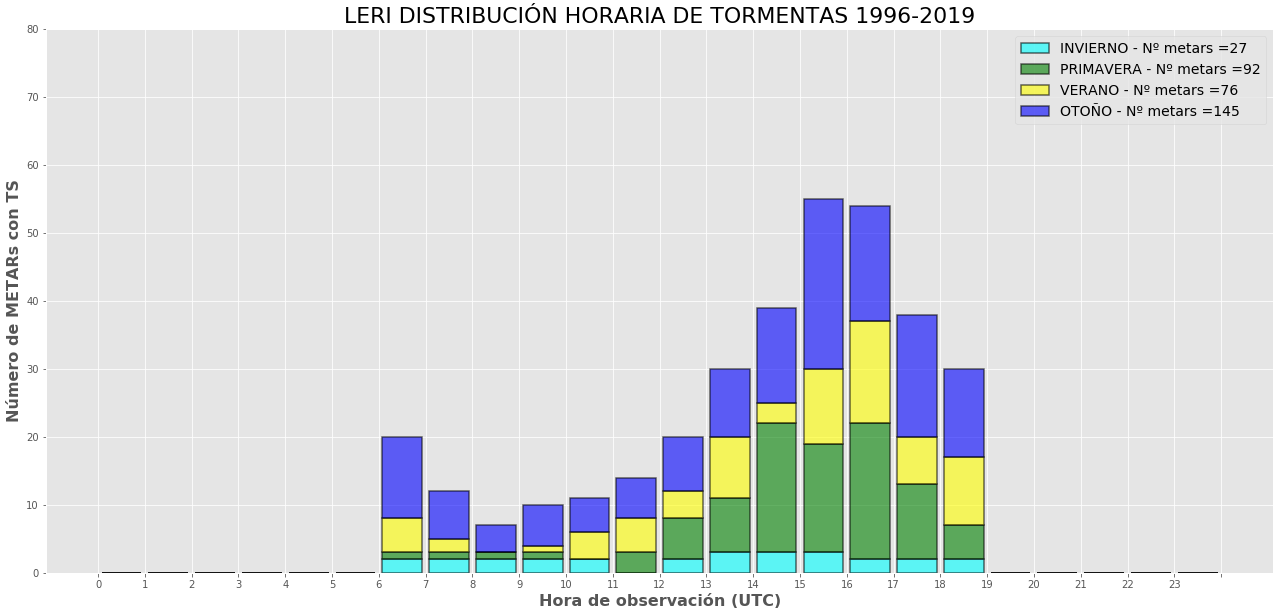 LERI DISTRIBUCIÓN HORARIA DE TORMENTAS 1996-2019
INVIERNO - Nº metars =27
PRIMAVERA - Nº metars =92
VERANO - Nº metars =76
OTOÑO - Nº metars =145
Número de METARs con TS
80
70
60
50
40
30
20
10
0
0 1 2 3 4 5 6 7 8 9 10 11 12 13 14 15 16 17 18 19 20 21 22 23
Hora de observación (UTC)